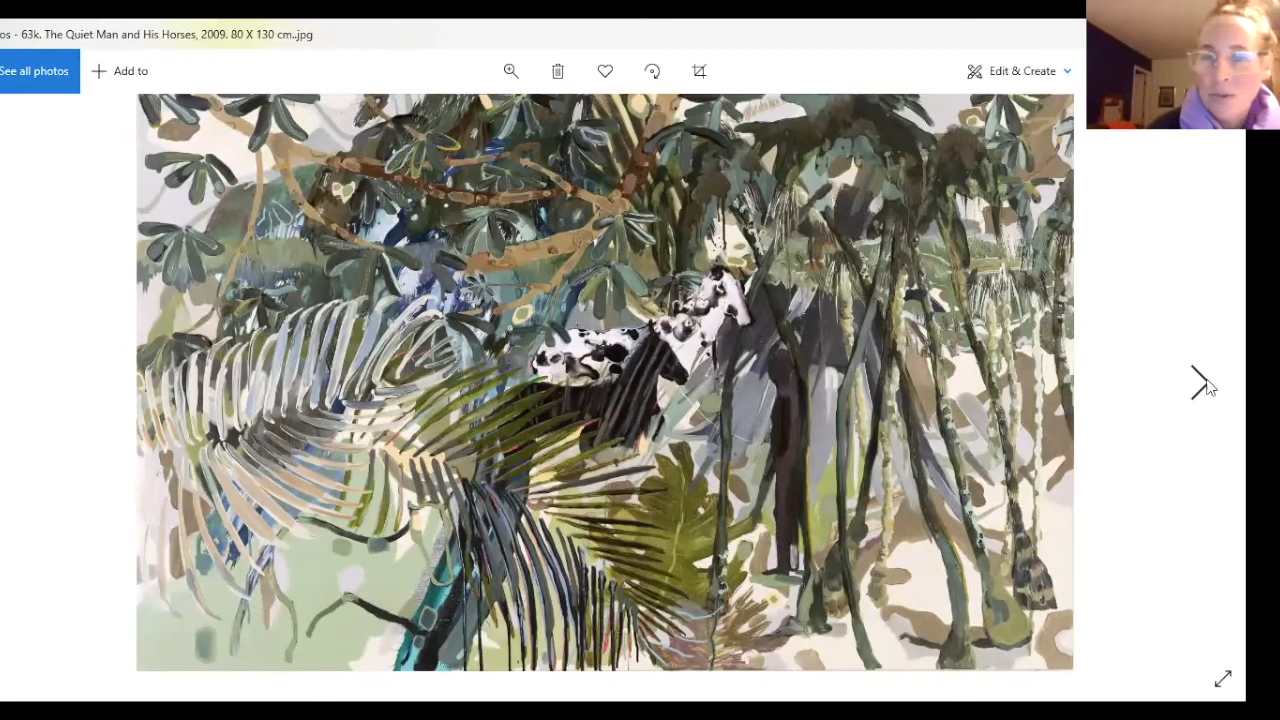 os - 63k. The Quiet Man and His Horses, 2009. 80 X 130 cm..jpg
See all photos
Add to
Edit & Create